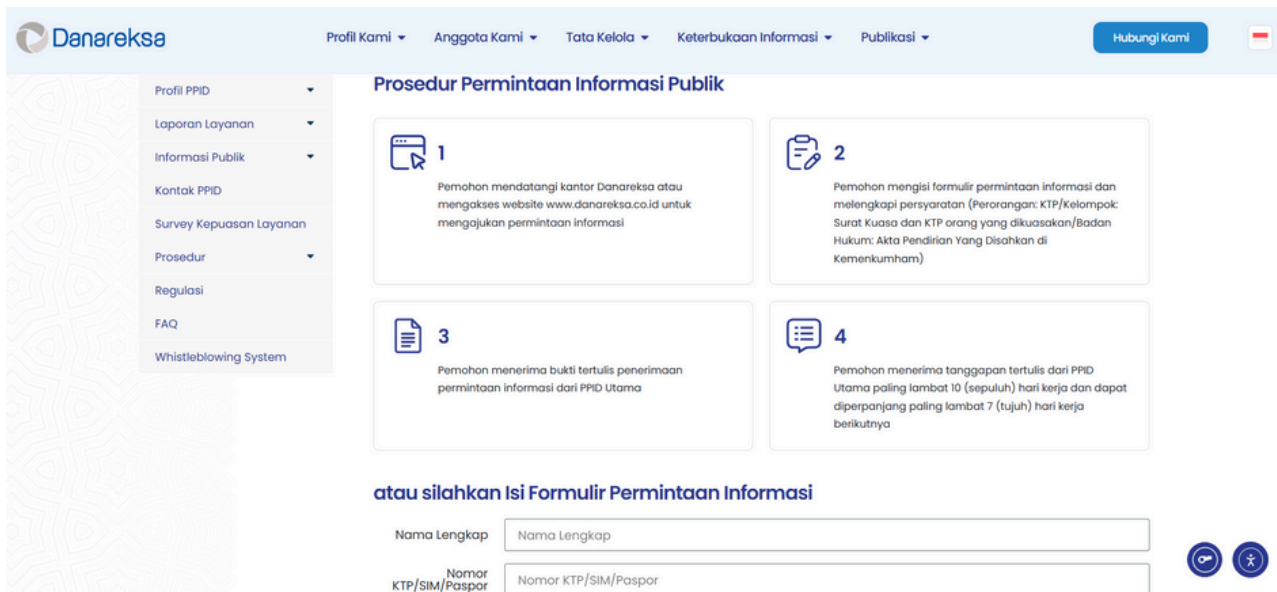 Danareksa
Profil Kami
Anggota Kami
Tata Kelola
Keterbukaan Informasi
Publikasi
Hubungi Kami
Profil PPID
Laporan Layanan
Informasi Publik
Kontak PPID
Survey Kepuasan Layanan
Prosedur
Regulasi
FAQ
Whistleblowing System
Prosedur Permintaan Informasi Publik
1
Pemohon mendatangi kantor Danareksa atau
mengakses website www.danareksa.co.id untuk
mengajukan permintaan informasi
2
Pemohon mengisi formulir permintaan informasi dan
melengkapi persyaratan (Perorangan: KTP/Kelompok:
Surat Kuasa dan KTP orang yang dikuasakan/Badan
Hukum: Akta Pendirian Yang Disahkan di
Kemenkumham)
3
Pemohon menerima bukti tertulis penerimaan
permintaan informasi dari PPID Utama
4
Pemohon menerima tanggapan tertulis dari PPID
Utama paling lambat 10 (sepuluh) hari kerja dan dapat
diperpanjang paling lambat 7 (tujuh) hari kerja
berikutnya
atau silahkan Isi Formulir Permintaan Informasi
Nama Lengkap
Nama Lengkap
Nomor
KTP/SIM/Paspor
Nomor KTP/SIM/Paspor